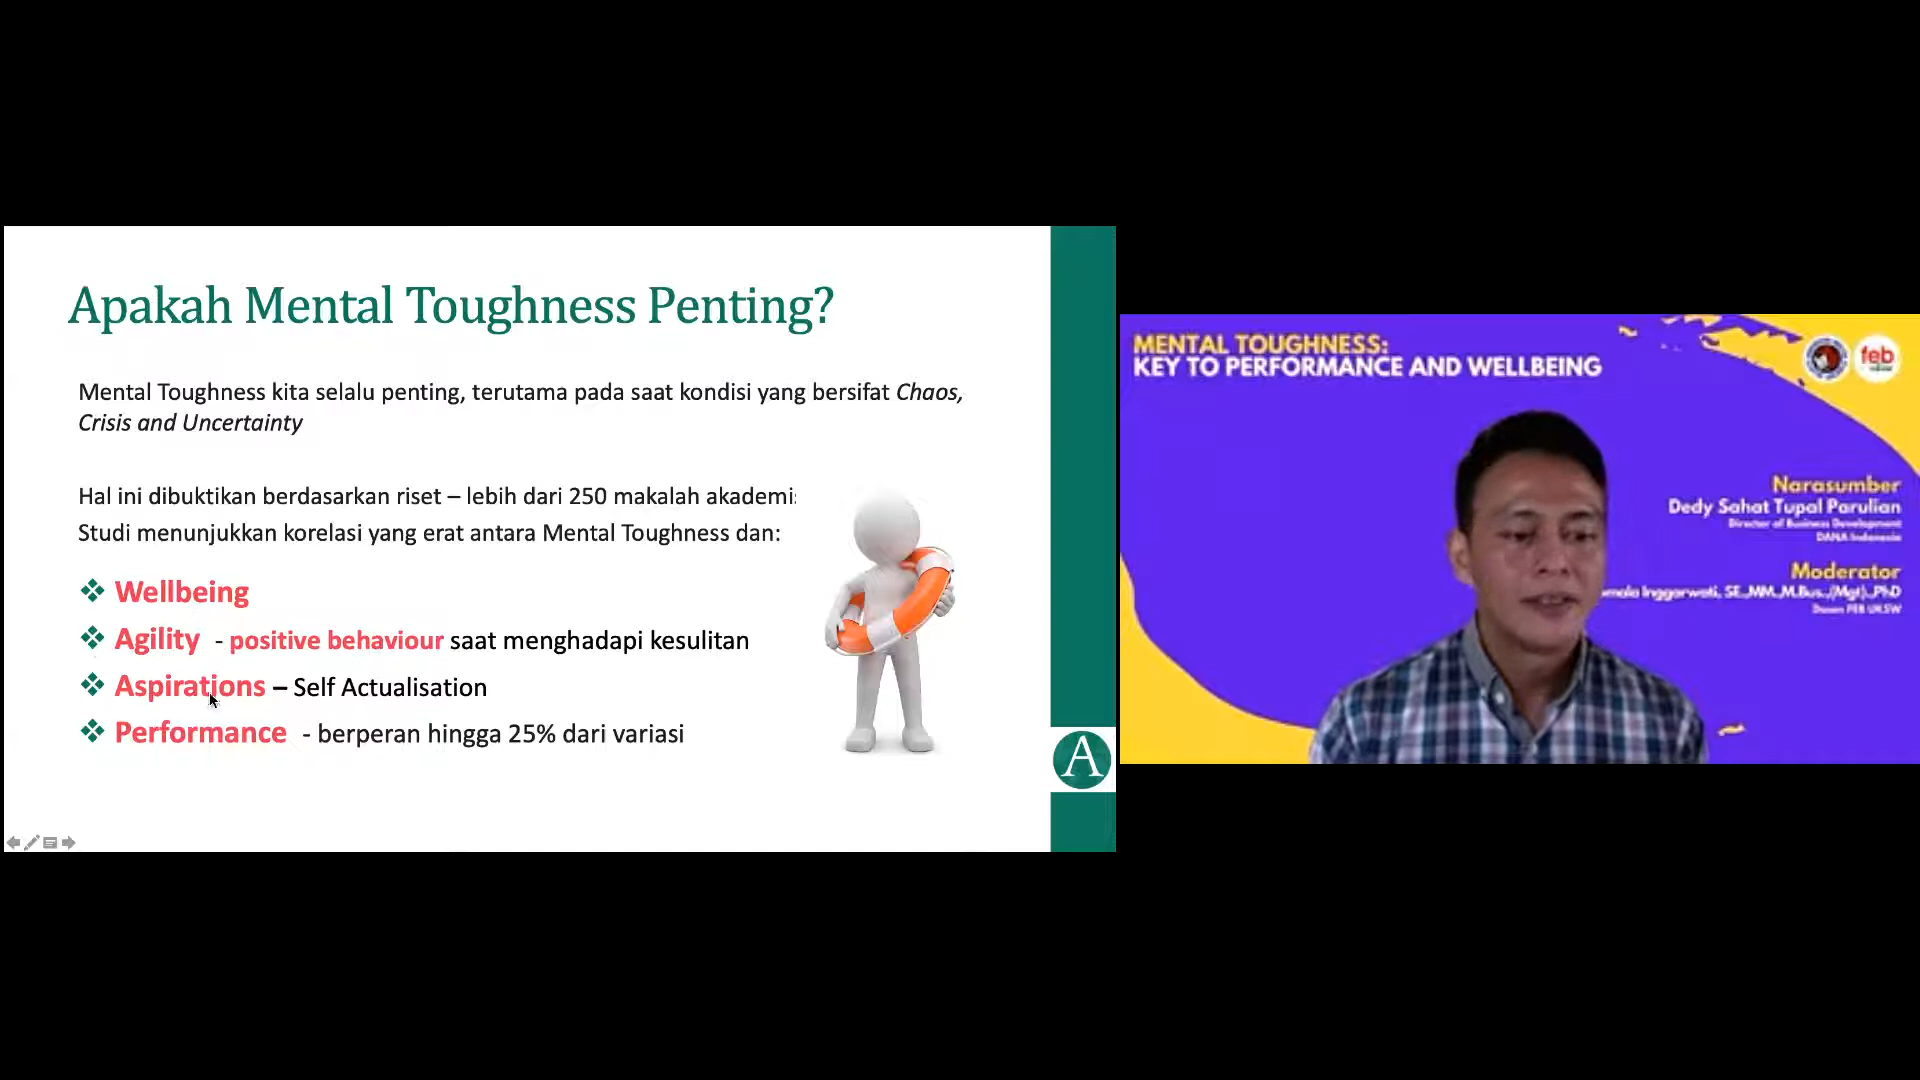 Apakah Mental Toughness Penting?
Mental Toughness kita selalu penting, terutama pada saat kondisi yang bersifat Chaos,
Crisis and Uncertainty
Hal ini dibuktikan berdasarkan riset – lebih dari 250 makalah
Studi menunjukkan korelasi yang erat antara Mental Toughness dan:
Wellbeing
Agility - positive behaviour saat menghadapi kesulitan
Aspirations – Self Actualisation
Performance - berperan hingga 25% dari variasi
A
MENTAL TOUGHNESS:
KEY TO PERFORMANCE AND WELLBEING
feb
Narasumber
Dedy Sahat Tupal Parulian
Director of Business Development
DANA Indonesia
Moderator
Inggarwati, SE.,MM.,M.Bus.,(Mgt).,PhD
Dosen FEB UKSW